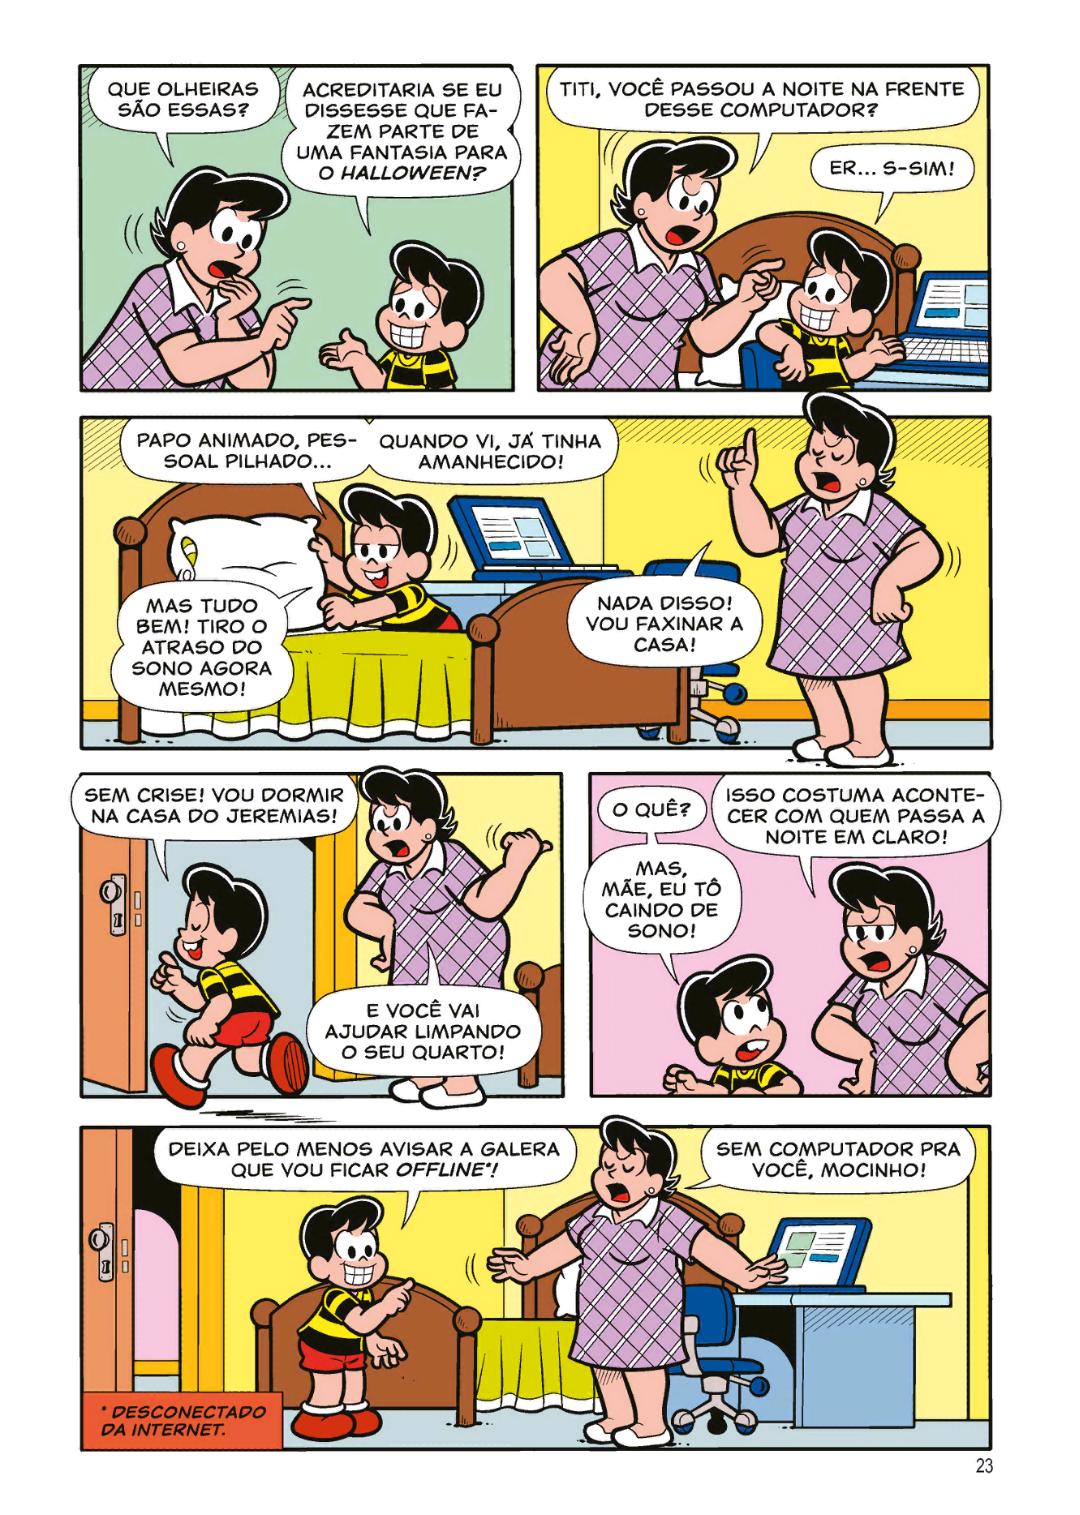 QUE OLHEIRAS
SÃO ESSAS?
ACREDITARIA SE EU
DISSESSE QUE FA-
ZEM PARTE DE
UMA FANTASIA PARA
O HALLOWEEN?
TITI, VOCÊ PASSOU A NOITE NA FRENTE
DESSE COMPUTADOR?
ER... S-SIM!
PAPO ANIMADO, PES-
SOAL PILHADO...
QUANDO VI, JÁ TINHA
AMANHECIDO!
MAS TUDO
BEM! TIRO O
ATRASO DO
SONO AGORA
MESMO!
NADA DISSO!
VOU FAXINAR A
CASA!
SEM CRISE! VOU DORMIR
NA CASA DO JEREMIAS!
E VOCÊ VAI
AJUDAR LIMPANDO
O SEU QUARTO!
O QUÊ?
MAS,
MÃE, EU TÔ
CAINDO DE
SONO!
ISSO COSTUMA ACONTE-
CER COM QUEM PASSA A
NOITE EM CLARO!
DEIXA PELO MENOS AVISAR A GALERA
QUE VOU FICAR OFFLINE*!
SEM COMPUTADOR PRA
VOCÊ, MOCINHO!
* DESCONECTADO
DA INTERNET.
23